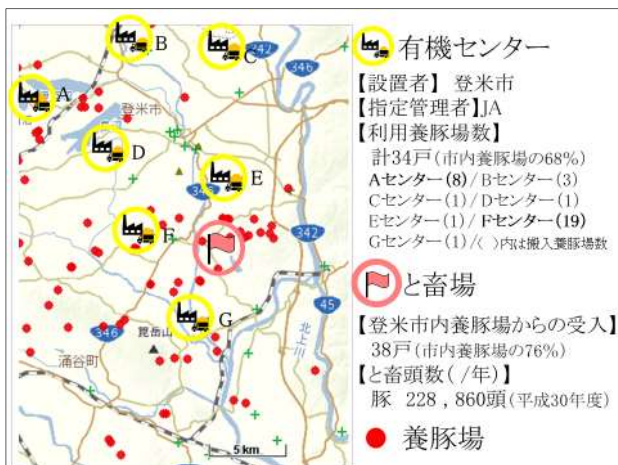 B
C
342
346
A
登米市
D
E
346
F
342
G
346
箟岳山
45
北上川
涌谷町
5 km
有機センター
【設置者】 登米市
【指定管理者】JA
【利用養豚場数】
計34戸(市内養豚場の68%)
Aセンター(8)/Bセンター(3)
Cセンター(1)/Dセンター(1)
Eセンター(1)/Fセンター(19)
Gセンター(1)/( )内は搬入養豚場数
と畜場
【登米市内養豚場からの受入】
38戸(市内養豚場の76%)
【と畜頭数(/年)】
豚 228,860頭(平成30年度)
養豚場